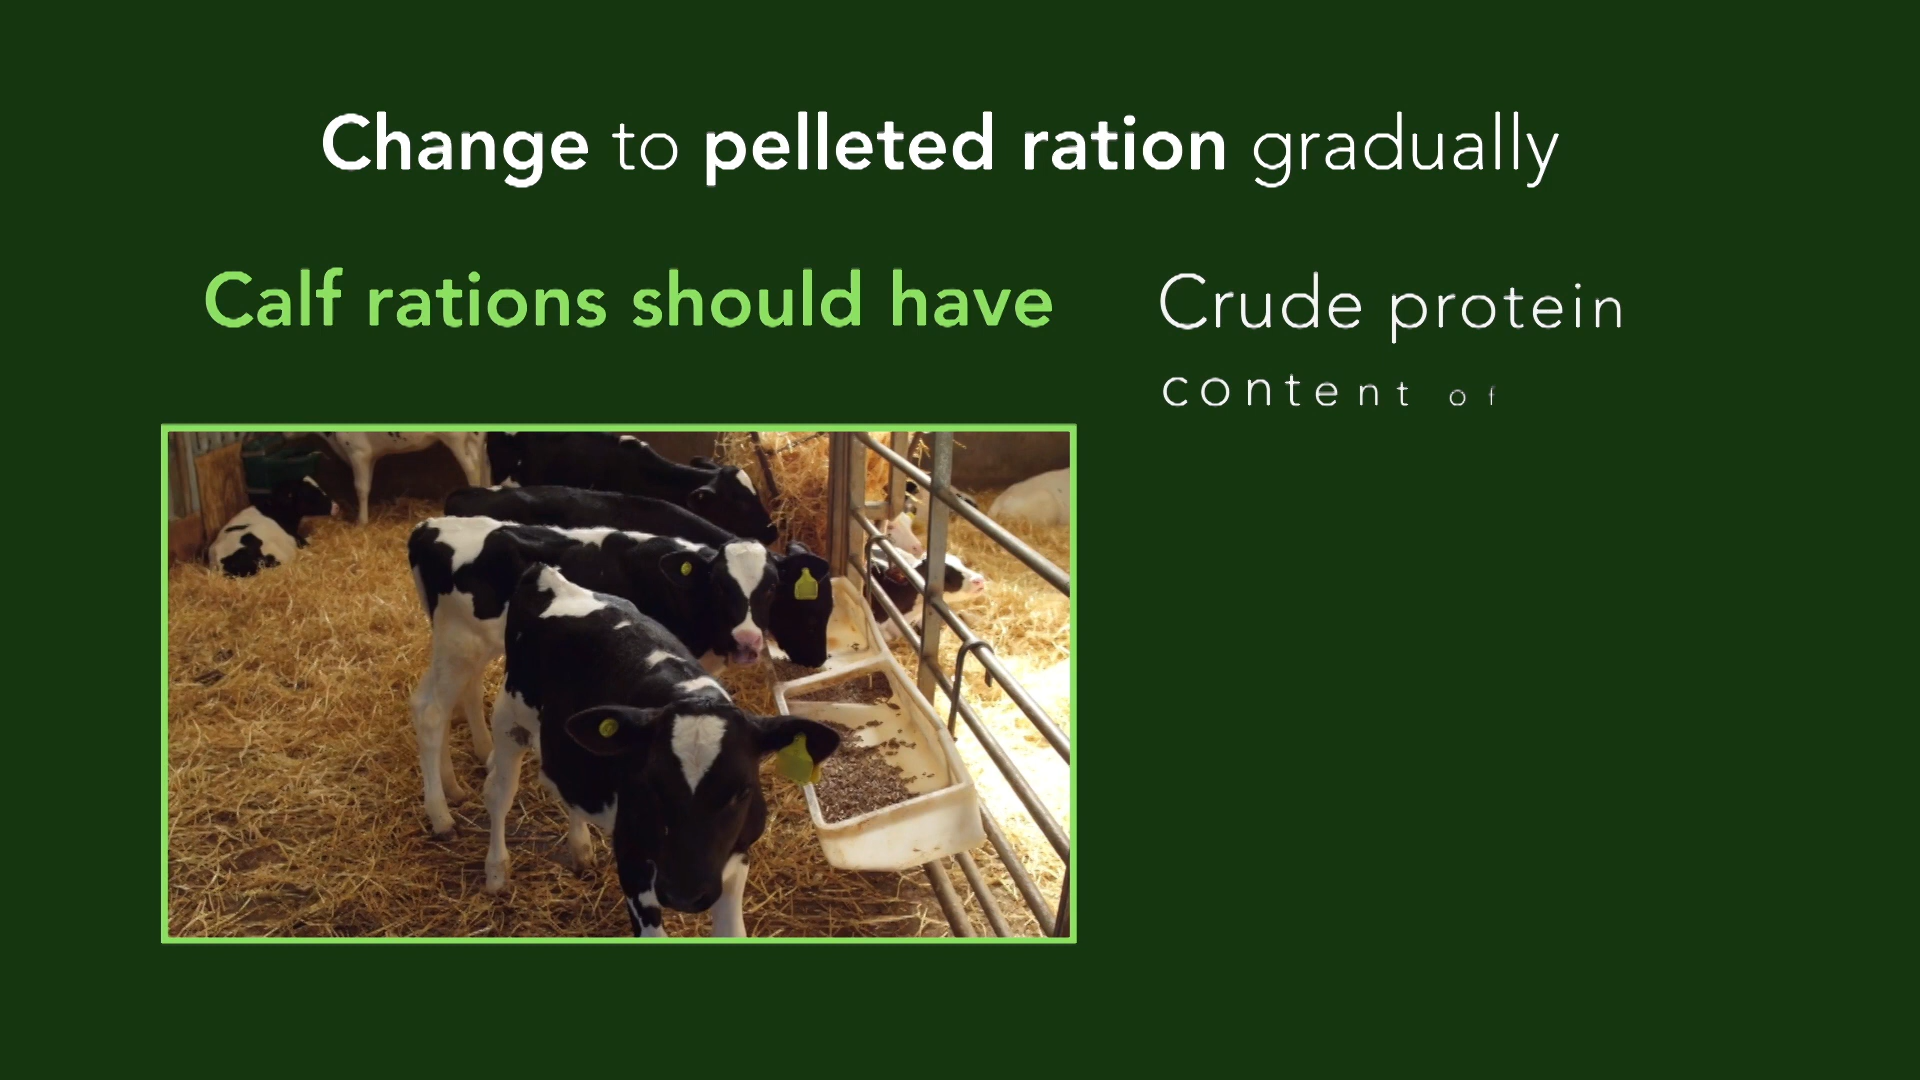 Change to pelleted ration gradually
Calf rations should have
Crude protein
content of